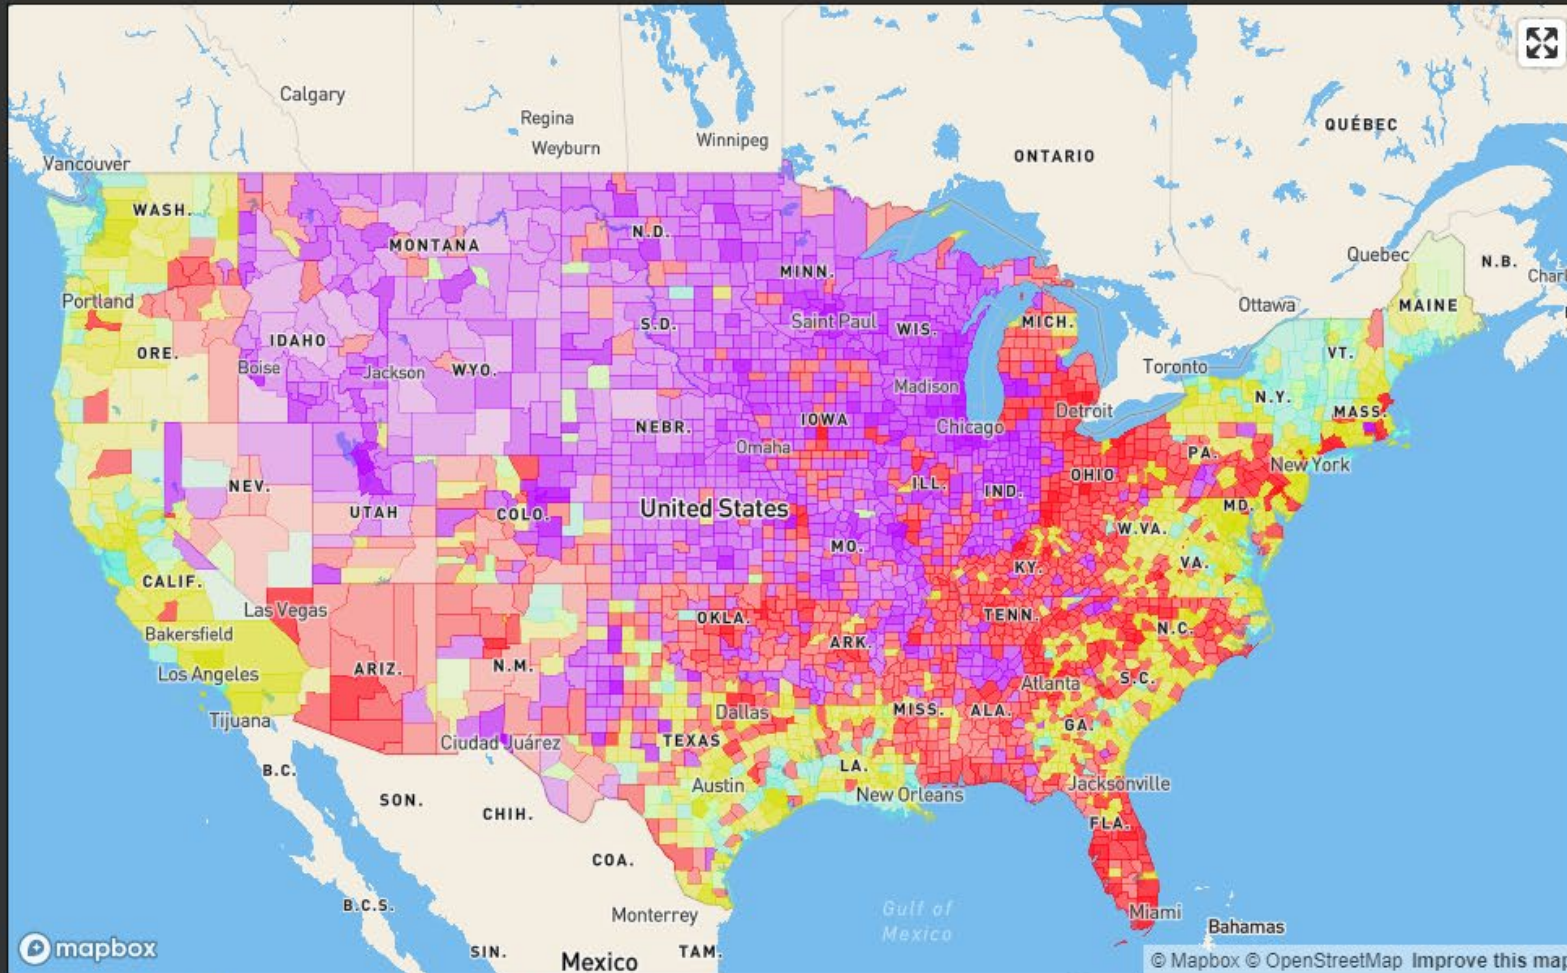 Calgary
Regina
Weyburn
Winnipeg
QUÉBEC
ONTARIO
Vancouver
WASH.
MONTANA
N.D.
MINN.
Quebec
N.B.
Portland
ORE.
IDAHO
Boise
Jackson
WYO.
S.D.
Saint Paul
WIS.
MICH.
Ottawa
MAINE
Toronto
VT.
Madison
NEBR.
IOWA
Omaha
Chicago
Detroit
N.Y.
MASS.
PA.
New York
NEV.
UTAH
COLO.
United States
ILL.
IND.
OHIO
MD.
W.VA.
MO.
VA.
CALIF.
KY.
Las Vegas
Bakersfield
OKLA.
TENN.
N.C.
ARK.
Los Angeles
ARIZ.
N.M.
Atlanta
S.C.
Tijuana
Dallas
MISS.
ALA.
GA.
Ciudad Juárez
TEXAS
B.C.
LA.
Austin
New Orleans
Jacksonville
SON.
CHIH.
FLA.
COA.
B.C.S.
Monterrey
Gulf of
Mexico
Miami
Bahamas
mapbox
SIN.
Mexico
TAM.
© Mapbox © OpenStreetMap Improve this map